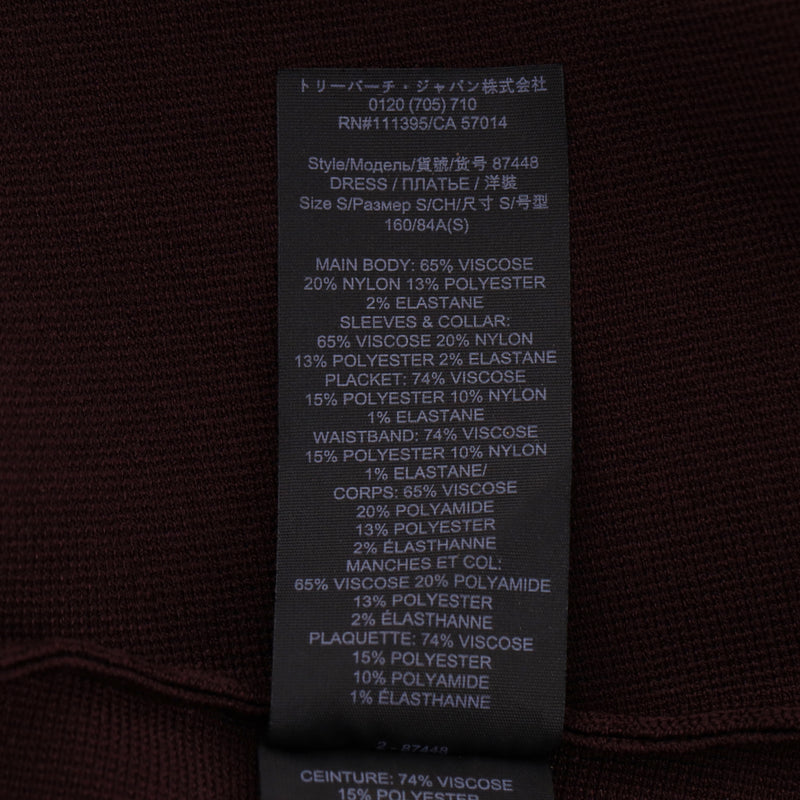 トリーバーチ・ジャパン株式会社
0120 (705) 710
RN#111395/CA 57014
Style/Модель/貨號/货号 87448
DRESS / ПЛАТЬЕ / 洋裝
Size S/Размер S/CH/尺寸 S/号型
160/84A(S)
MAIN BODY: 65% VISCOSE
20% NYLON 13% POLYESTER
2% ELASTANE
SLEEVES & COLLAR:
65% VISCOSE 20% NYLON
13% POLYESTER 2% ELASTANE
PLACKET: 74% VISCOSE
15% POLYESTER 10% NYLON
1% ELASTANE
WAISTBAND: 74% VISCOSE
15% POLYESTER 10% NYLON
1% ELASTANE/
CORPS: 65% VISCOSE
20% POLYAMIDE
13% POLYESTER
2% ÉLASTHANNE
MANCHES ET COL:
65% VISCOSE 20% POLYAMIDE
13% POLYESTER
2% ÉLASTHANNE
PLAQUETTE: 74% VISCOSE
15% POLYESTER
10% POLYAMIDE
1% ÉLASTHANNE
2 - 87448
CEINTURE: 74% VISCOSE
15% POLYESTER